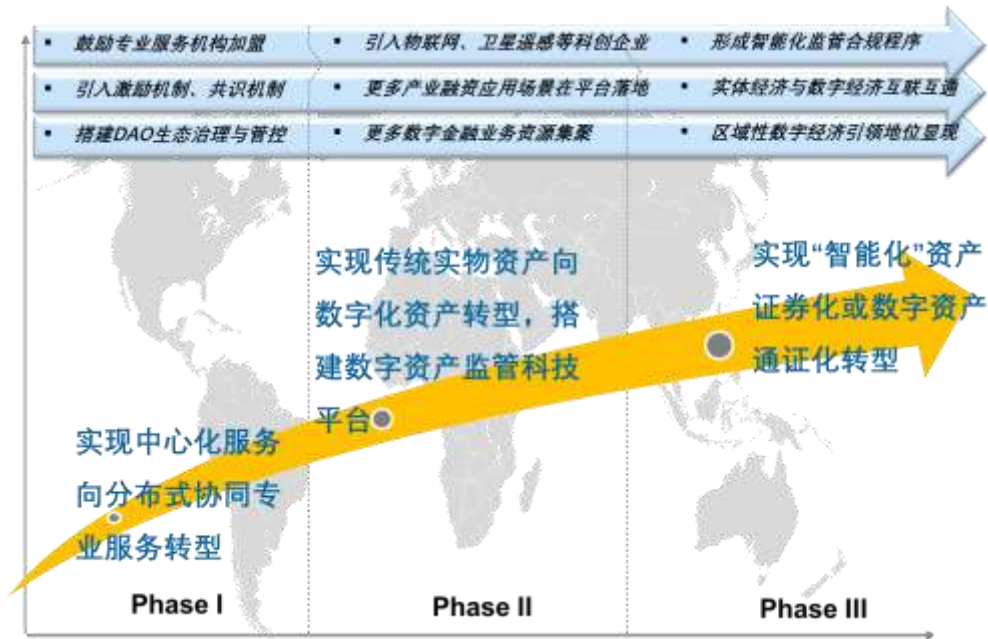 ▪ 鼓励专业服务机构加盟
▪ 引入物联网、卫星遥感等科创企业
▪ 形成智能化监管合规程序
▪ 引入激励机制、共识机制
▪ 更多产业融资应用场景在平台落地
▪ 实体经济与数字经济互联互通
▪ 搭建DAO生态治理与管控
▪ 更多数字金融业务资源集聚
▪ 区域性数字经济引领地位显现
实现中心化服务
向分布式协同专
业服务转型
实现传统实物资产向
数字化资产转型，搭
建数字资产监管科技
平台
实现“智能化”资产
证券化或数字资产
通证化转型
Phase I
Phase II
Phase III